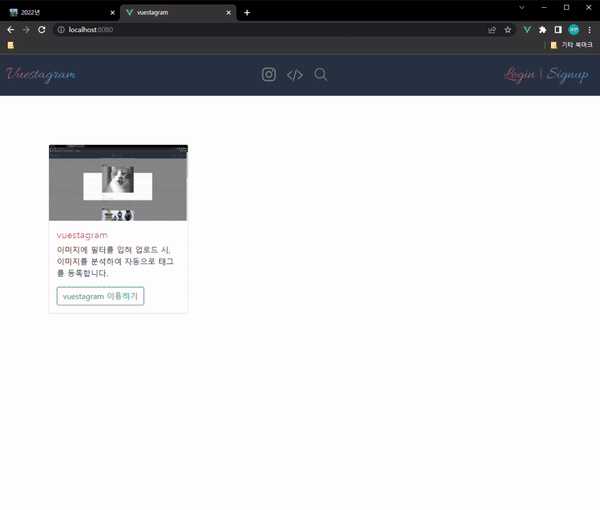 2022년
vuestagram
localhost:8080
기타 북마크
Vuestagram
Login | Signup
vuestagram
이미지에 필터를 입혀 업로드 시,
이미지를 분석하여 자동으로 태그
를 등록합니다.
vuestagram 이용하기